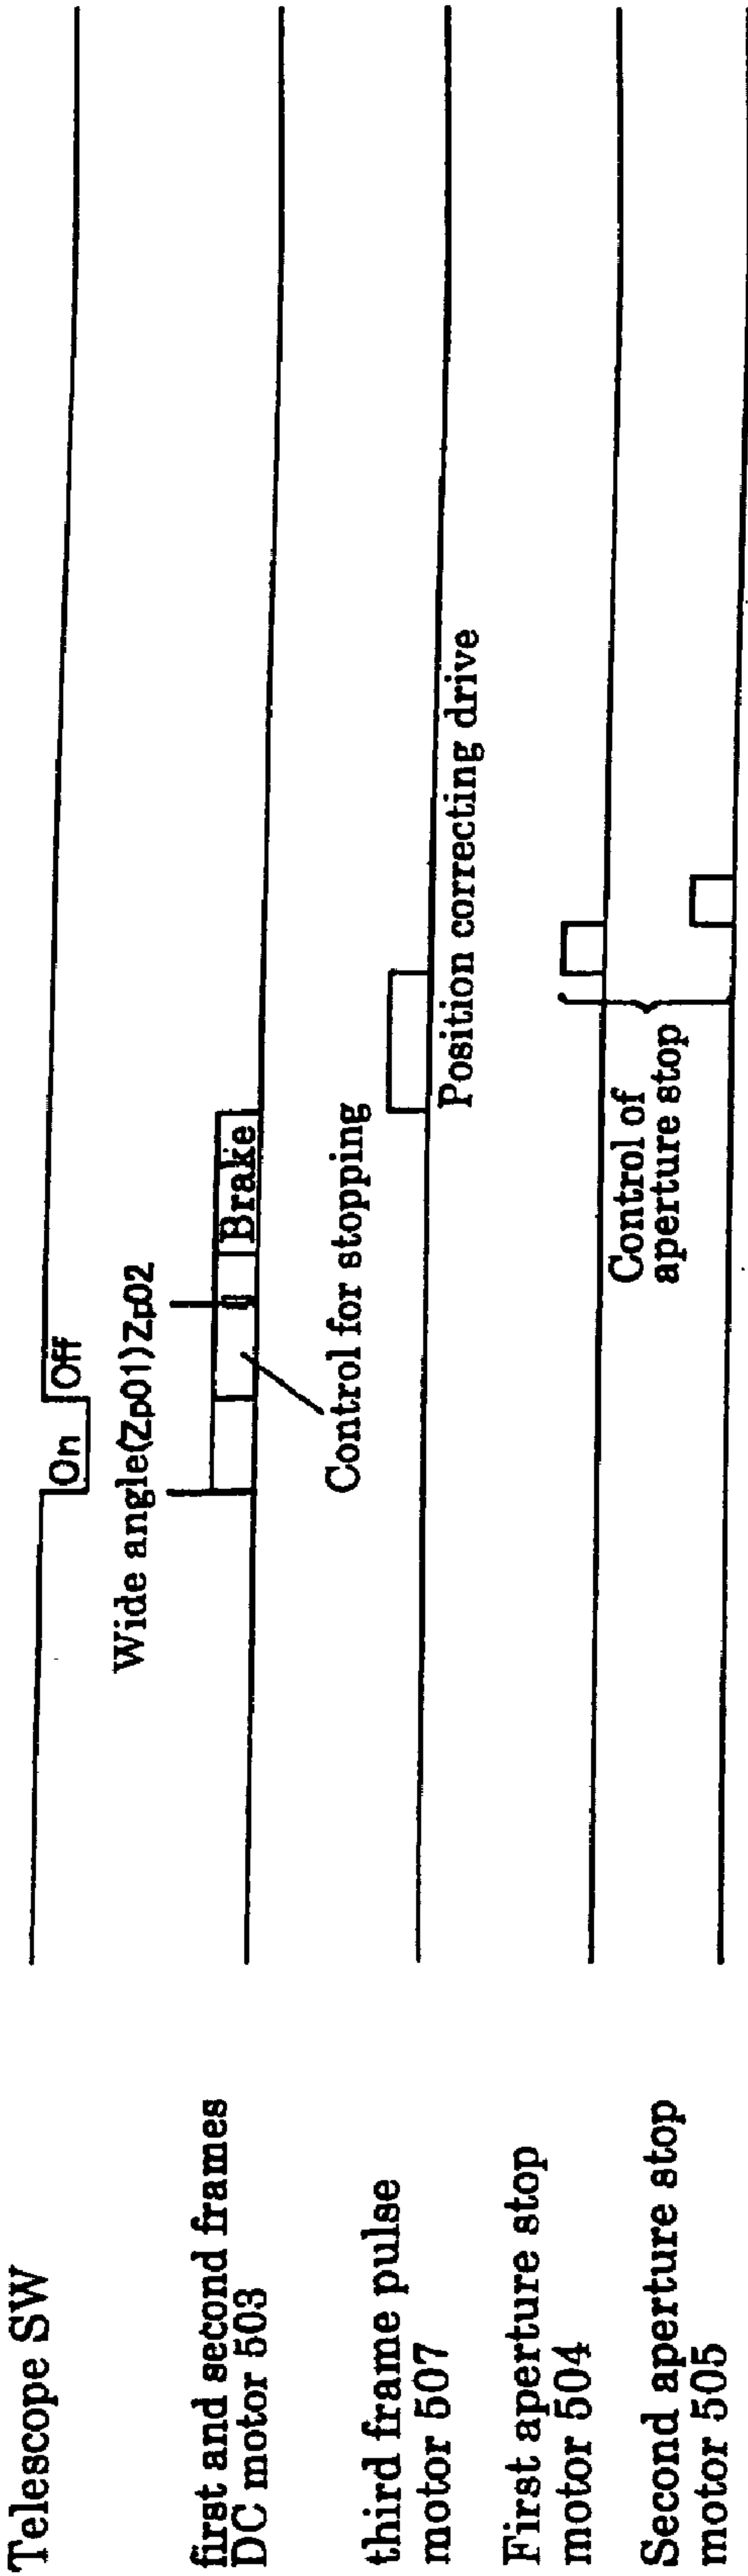 Telescope SW
On
Off
first and second frames
DC motor 503
Wide angle(Zp01)Zp02
Brake
Control for stopping
third frame pulse
motor 507
Position correcting drive
First aperture stop
motor 504
Control of
aperture stop
Second aperture stop
motor 505